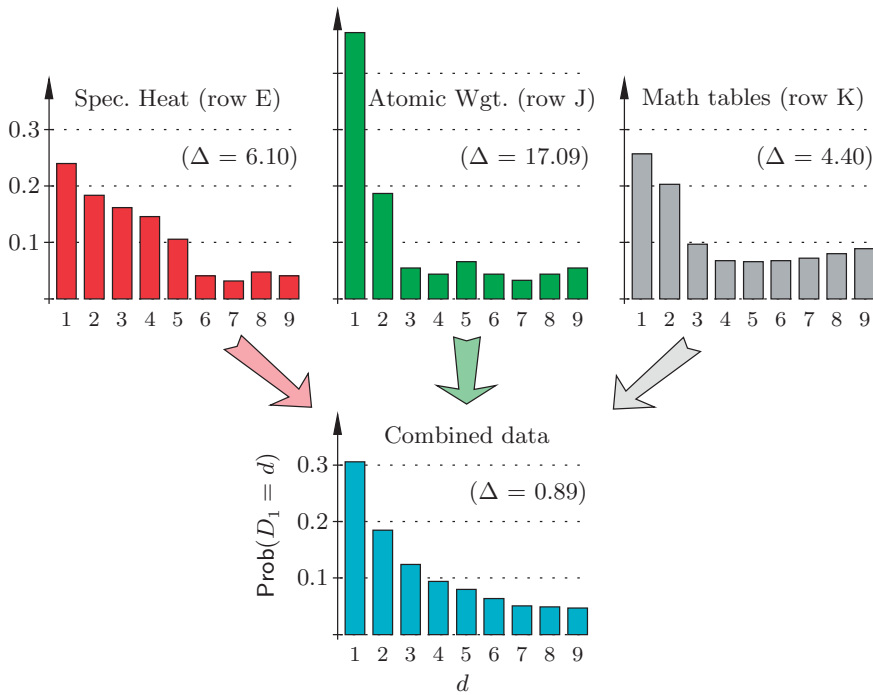 Spec. Heat (row E)
(Δ = 6.10)
0.3
0.2
0.1
1 2 3 4 5 6 7 8 9
Atomic Wgt. (row J)
(Δ = 17.09)
1 2 3 4 5 6 7 8 9
Math tables (row K)
(Δ = 4.40)
1 2 3 4 5 6 7 8 9
Combined data
(Δ = 0.89)
Prob(D₁ = d)
0.3
0.2
0.1
1 2 3 4 5 6 7 8 9
d